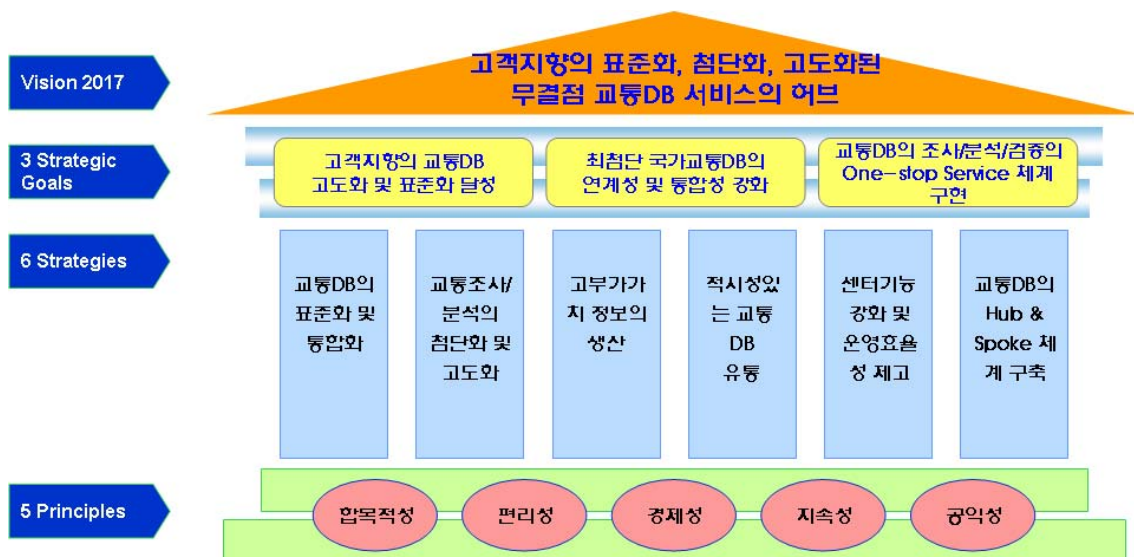 Vision 2017
고객지향의 표준화, 첨단화, 고도화된
무결점 교통DB 서비스의 허브
3 Strategic
Goals
고객지향의 교통DB
고도화 및 표준화 달성
최첨단 국가교통DB의
연계성 및 통합성 강화
교통DB의 조사/분석/검증의
One-stop Service 체계
구현
6 Strategies
교통DB의
표준화 및
통합화
교통조사/
분석의
첨단화 및
고도화
고부가가
치 정보의
생산
적시성있
는 교통
DB
유통
센터기능
강화 및
운영효율
성 제고
교통DB의
Hub &
Spoke 체
계 구축
5 Principles
합목적성
편리성
경제성
지속성
공익성